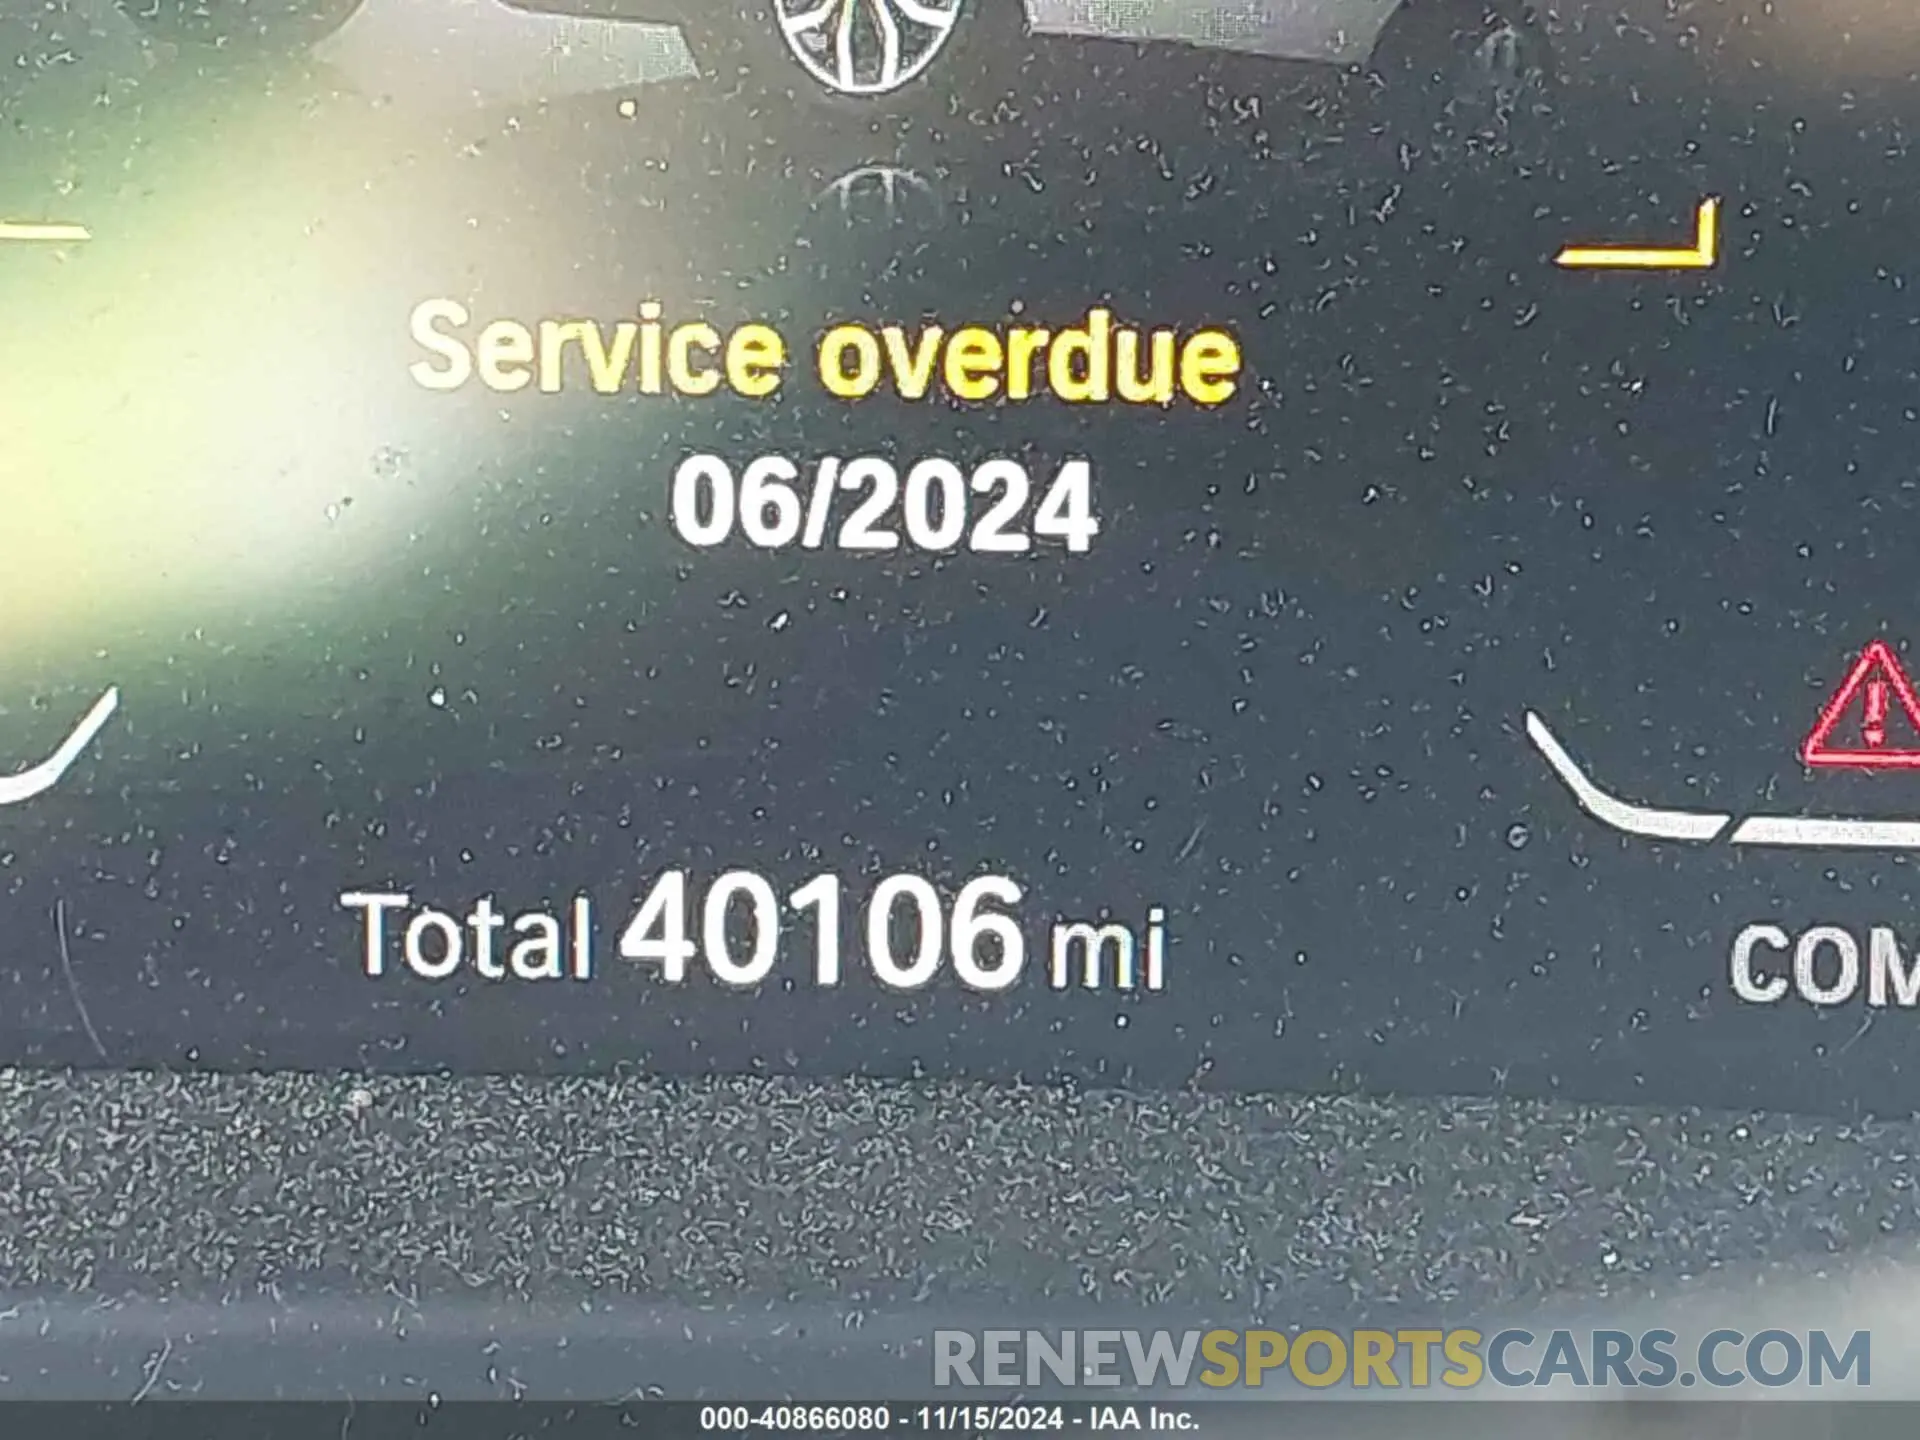 Service overdue
06/2024
Total 40106 mi
COM
RENEWSPORTSCARS.COM
000-40866080 - 11/15/2024 - IAA Inc.